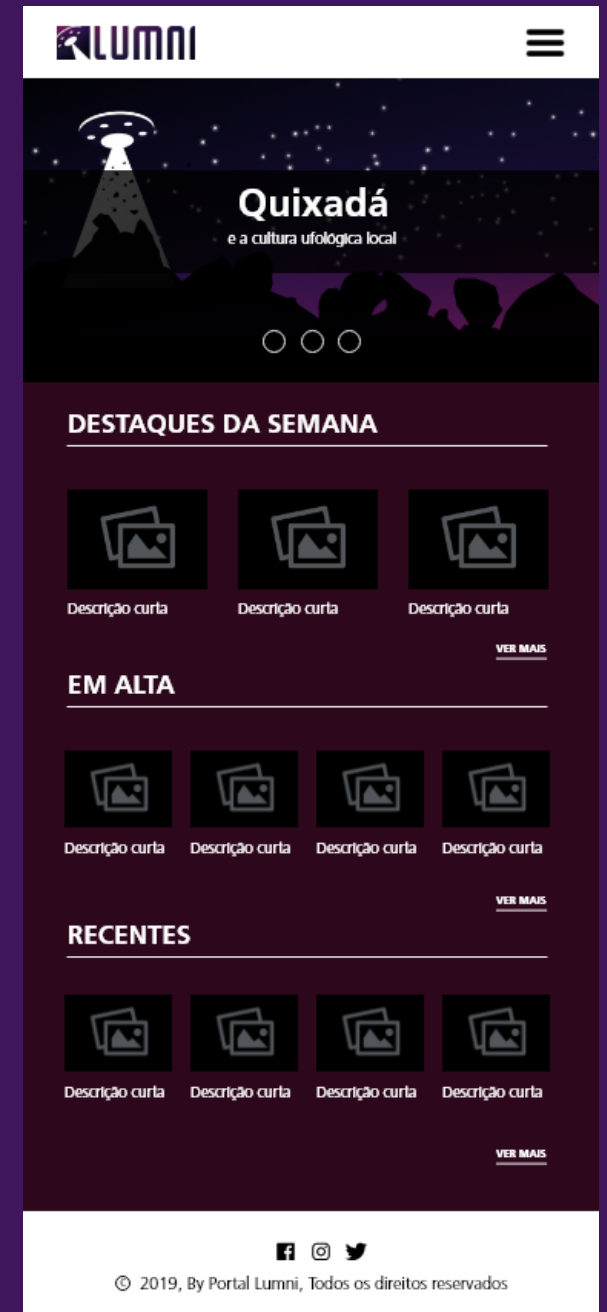 LUMNI
Quixadá
e a cultura ufológica local
DESTAQUES DA SEMANA
Descrição curta Descrição curta Descrição curta
VER MAIS
EM ALTA
Descrição curta Descrição curta Descrição curta Descrição curta
VER MAIS
RECENTES
Descrição curta Descrição curta Descrição curta Descrição curta
VER MAIS
© 2019, By Portal Lumni, Todos os direitos reservados